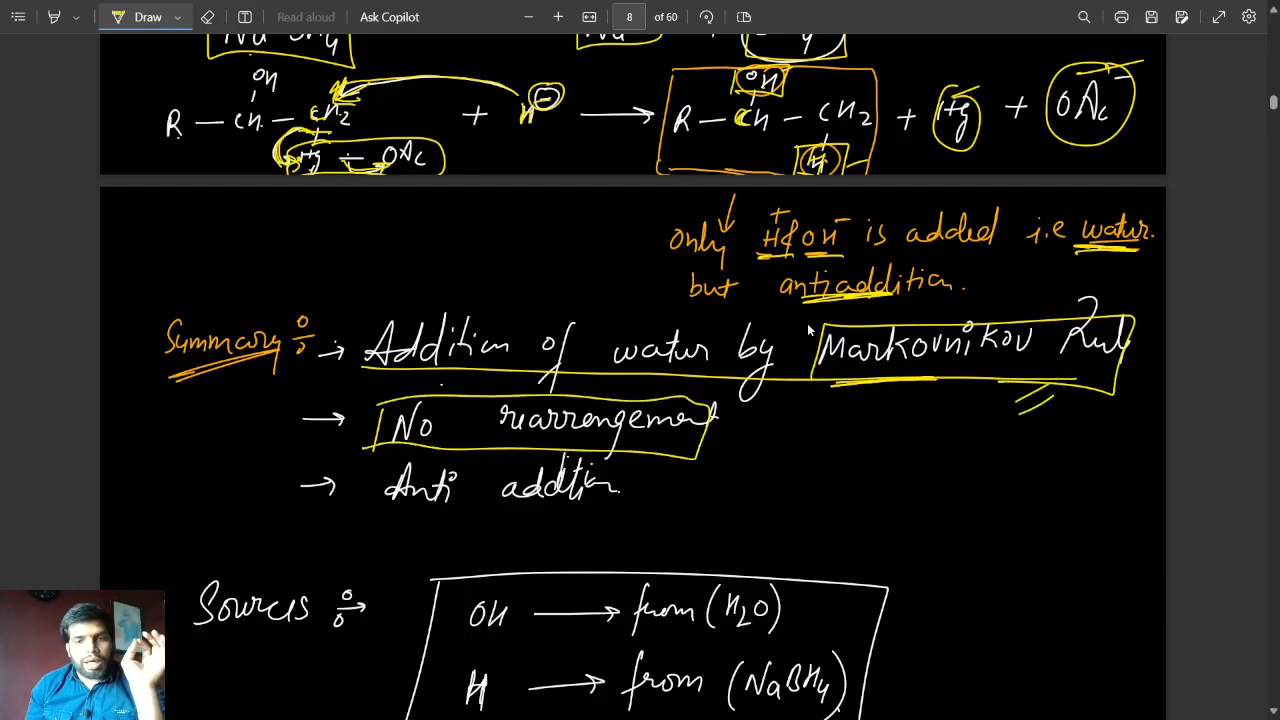 Draw
Read aloud
Ask Copilot
8
of 60
OH
OH
R — CH — CH2 + H⊖ → R — CH — CH2 + Hg + OAc−
Hg — OAc
H
only H+ & OH− is added i.e water.
but antiaddition.
Summary : → Addition of water by Markovnikov Rul
→ No rearrengement
→ Anti addition
Sources :→
OH → from (H2O)
H → from (NaBH4)